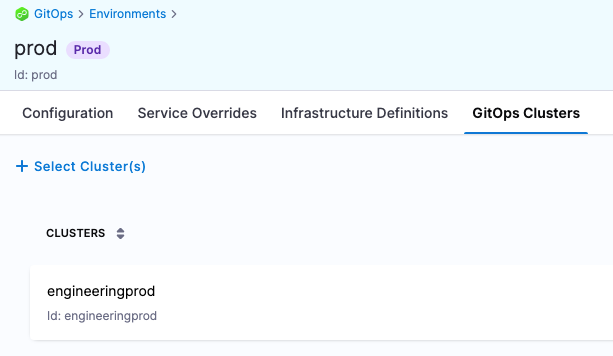 GitOps > Environments >
prod Prod
Id: prod
Configuration Service Overrides Infrastructure Definitions GitOps Clusters
+ Select Cluster(s)
CLUSTERS
engineeringprod
Id: engineeringprod